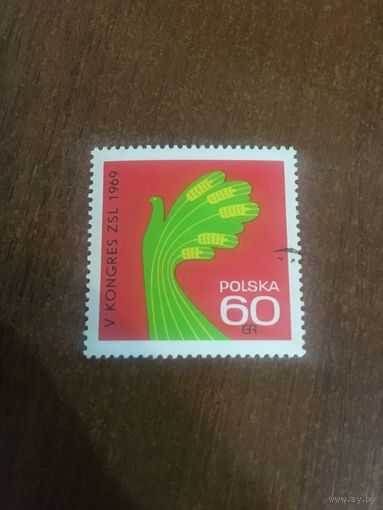 V KONGRES ZSL 1969
POLSKA
60
GR
www.ay.by